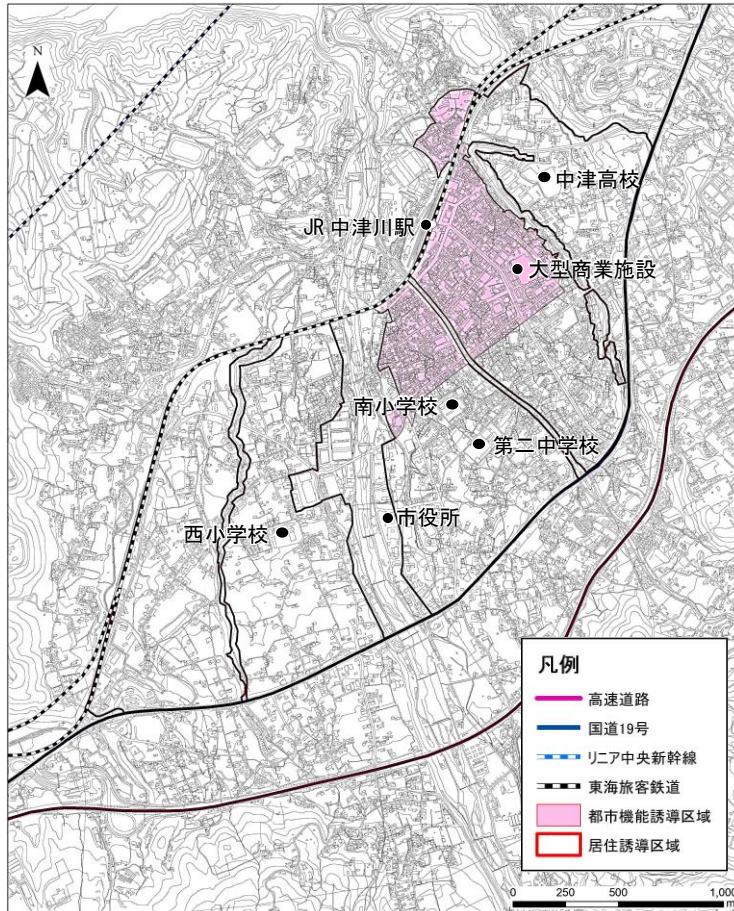 N
中津高校
JR 中津川駅
大型商業施設
南小学校
第二中学校
市役所
西小学校
凡例
高速道路
国道19号
リニア中央新幹線
東海旅客鉄道
都市機能誘導区域
居住誘導区域
0 250 500 1,000
m